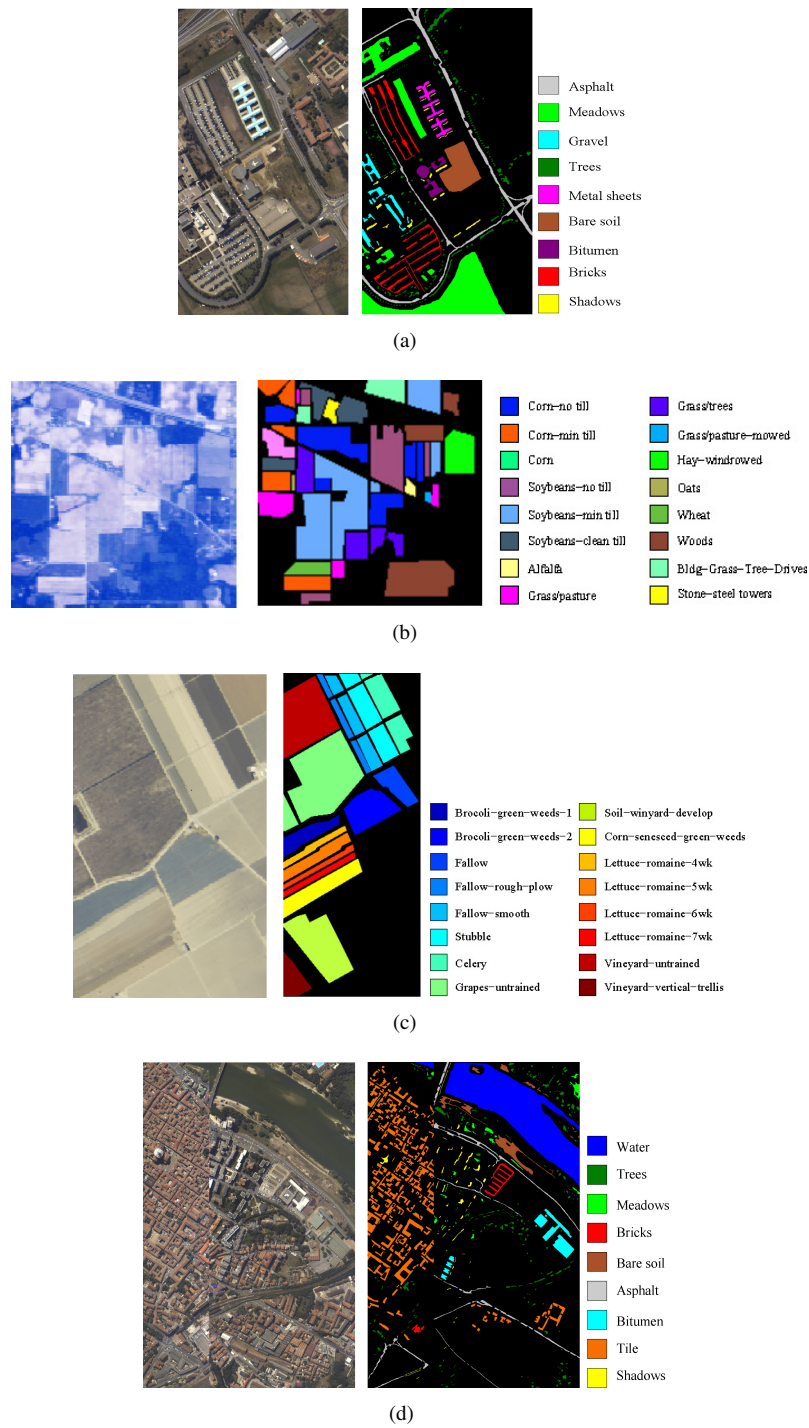 Asphalt
Meadows
Gravel
Trees
Metal sheets
Bare soil
Bitumen
Bricks
Shadows
(a)
Corn-no till
Corn-min till
Corn
Soybeans-no till
Soybeans-min till
Soybeans-clean till
Alfalfa
Grass/pasture
Grass/trees
Grass/pasture-mowed
Hay-windrowed
Oats
Wheat
Woods
Bldg-Grass-Tree-Drives
Stone-steel towers
(b)
Brocoli-green-weeds-1
Brocoli-green-weeds-2
Fallow
Fallow-rough-plow
Fallow-smooth
Stubble
Celery
Grapes-untrained
Soil-winyard-develop
Corn-senesced-green-weeds
Lettuce-romaine-4wk
Lettuce-romaine-5wk
Lettuce-romaine-6wk
Lettuce-romaine-7wk
Vineyard-untrained
Vineyard-vertical-trellis
(c)
Water
Trees
Meadows
Bricks
Bare soil
Asphalt
Bitumen
Tile
Shadows
(d)